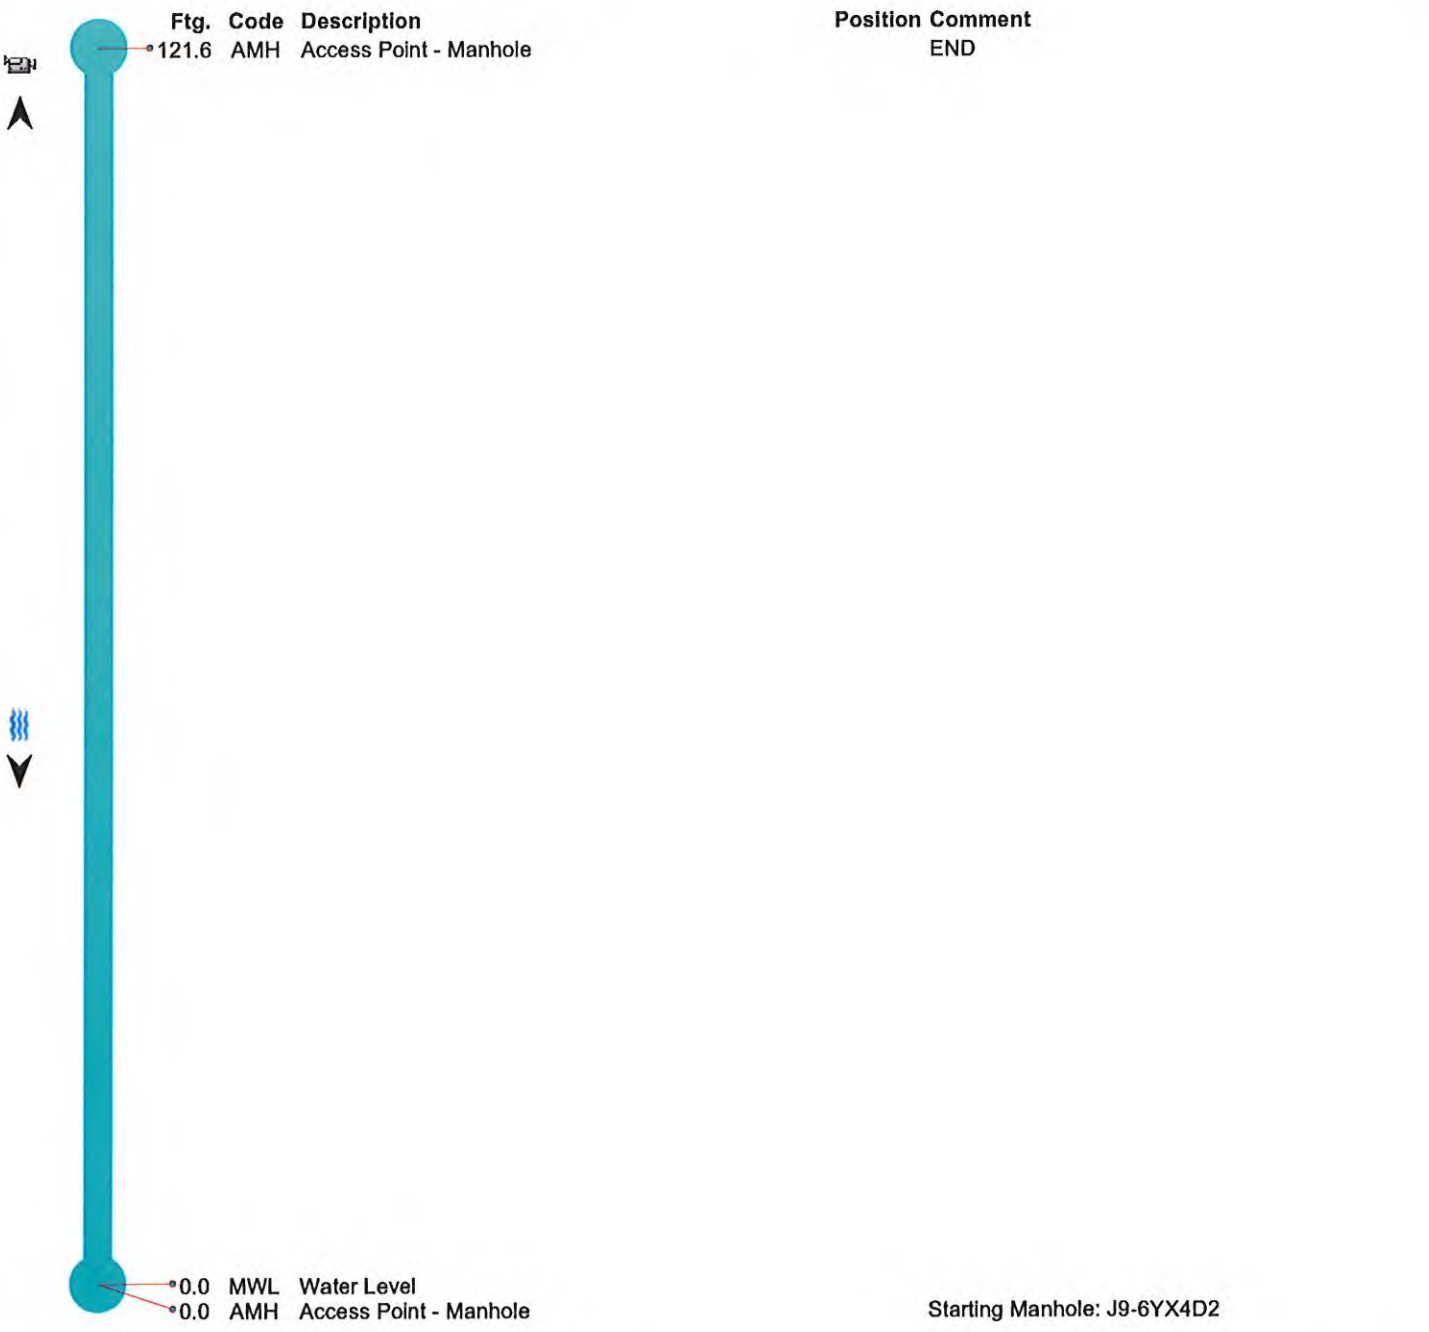 Ftg. Code Description Position Comment
121.6 AMH Access Point - Manhole END
0.0 MWL Water Level
0.0 AMH Access Point - Manhole Starting Manhole: J9-6YX4D2